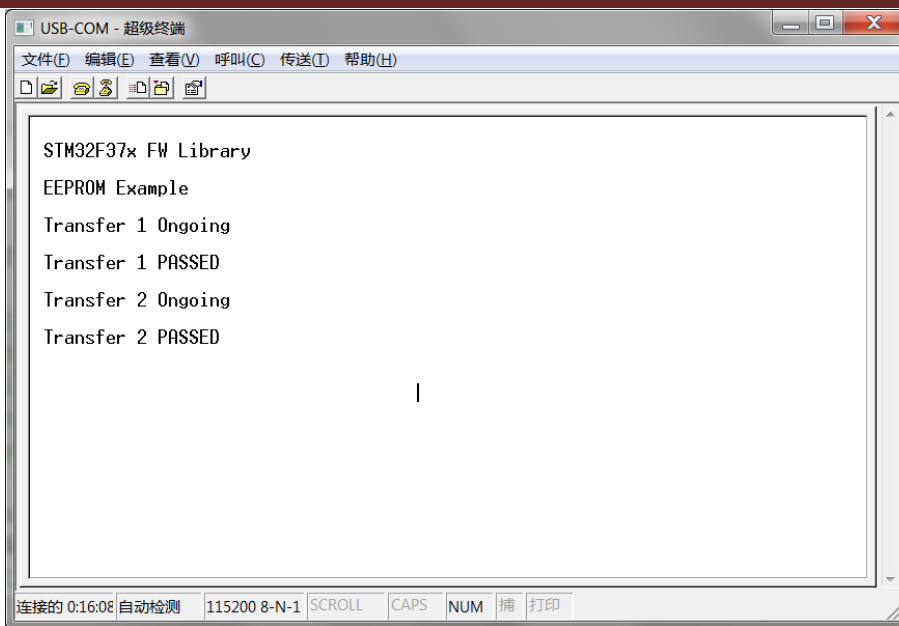 USB-COM - 超级终端
文件(F) 编辑(E) 查看(V) 呼叫(C) 传送(T) 帮助(H)
STM32F37x FW Library
EEPROM Example
Transfer 1 Ongoing
Transfer 1 PASSED
Transfer 2 Ongoing
Transfer 2 PASSED
连接的 0:16:08 自动检测 115200 8-N-1 SCROLL CAPS NUM 捕 打印